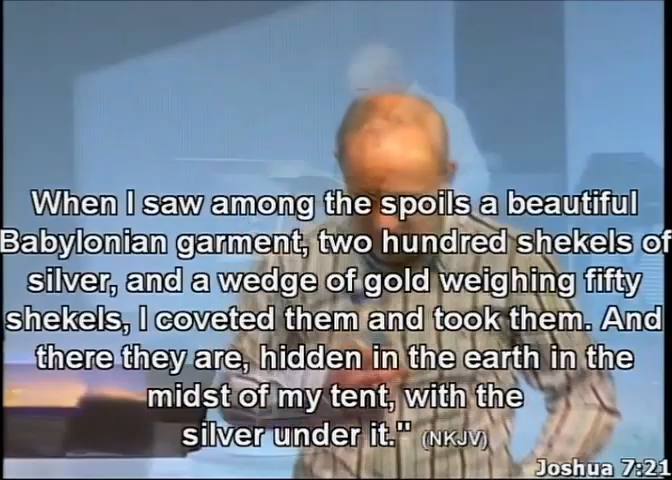 When I saw among the spoils a beautiful
Babylonian garment, two hundred shekels of
silver, and a wedge of gold weighing fifty
shekels, I coveted them and took them. And
there they are, hidden in the earth in the
midst of my tent, with the
silver under it." (NKJV)
Joshua 7:21